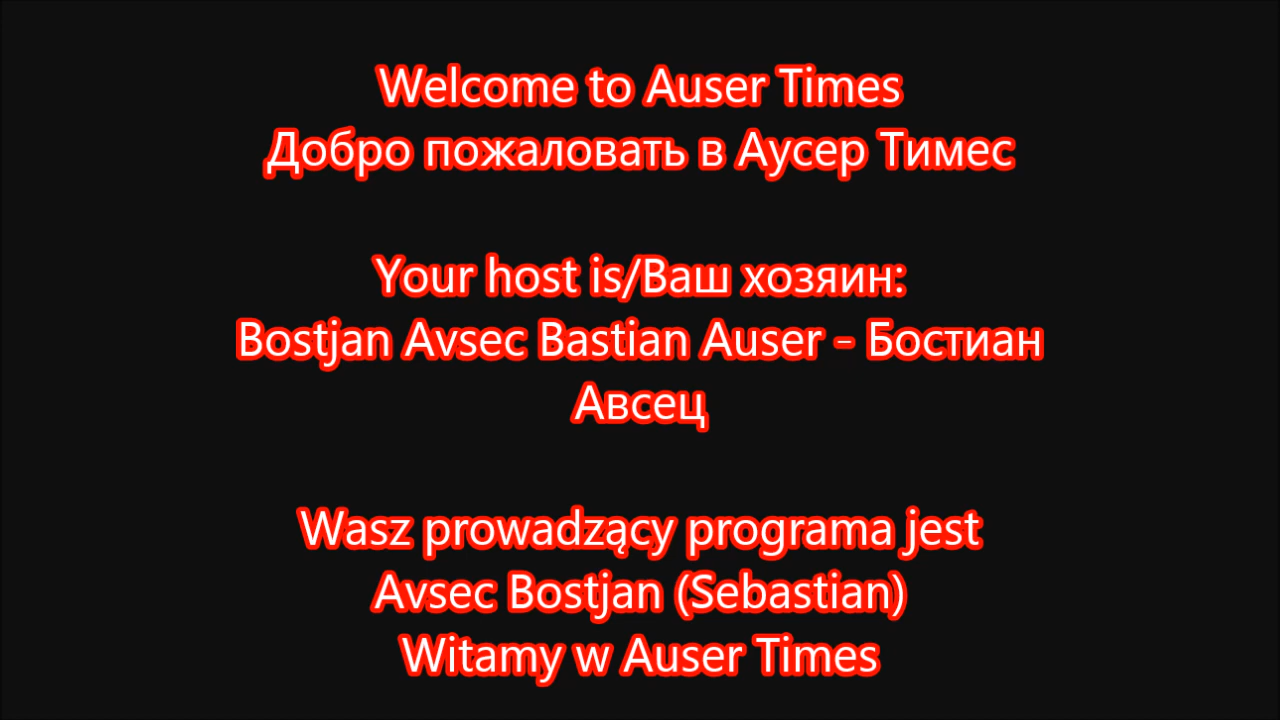 Welcome to Auser Times
Добро пожаловать в Аусер Тимес
Your host is/Ваш хозяин:
Bostjan Avsec Bastian Auser - Бостиан
Авсец
Wasz prowadzący programa jest
Avsec Bostjan (Sebastian)
Witamy w Auser Times